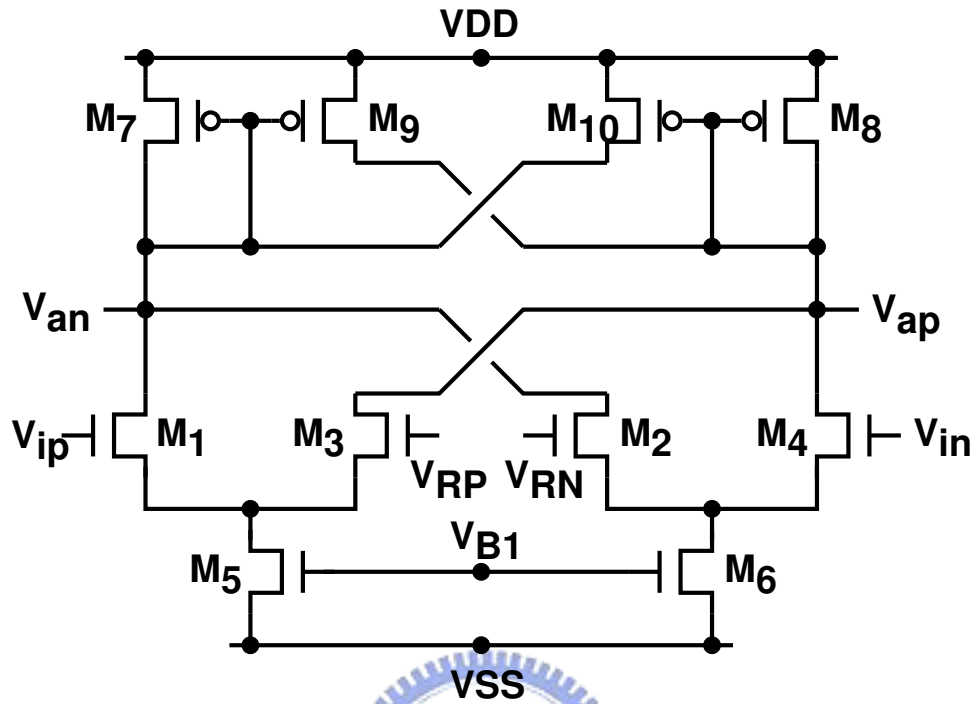 VDD
M7 M9 M10 M8
Van Vap
Vip M1 M3 M2 M4 Vin
VRP VRN
VB1
M5 M6
VSS